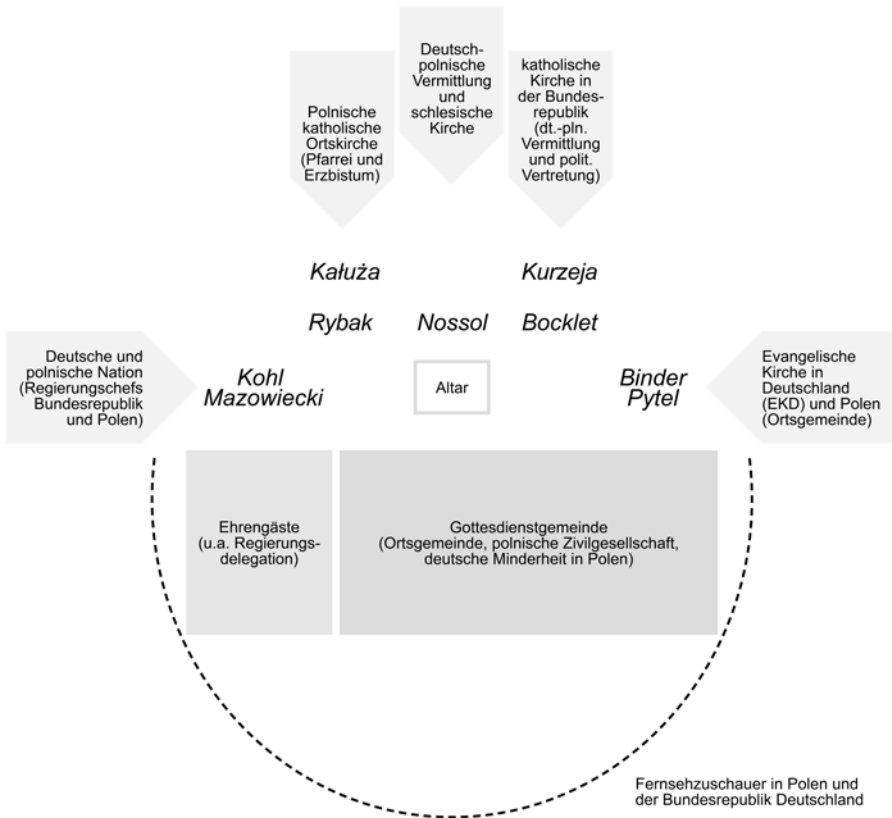 Deutsch-
polnische
Vermittlung
und
schlesische
Kirche
Polnische
katholische
Ortskirche
(Pfarrei und
Erzbistum)
katholische
Kirche in
der Bundes-
republik
(dt.-pln.
Vermittlung
und polit.
Vertretung)
Kałuża
Kurzeja
Rybak
Nossol
Bocklet
Deutsche und
polnische Nation
(Regierungschefs
Bundesrepublik
und Polen)
Kohl
Mazowiecki
Altar
Binder
Pytel
Evangelische
Kirche in
Deutschland
(EKD) und Polen
(Ortsgemeinde)
Ehrengäste
(u.a. Regierungs-
delegation)
Gottesdienstgemeinde
(Ortsgemeinde, polnische Zivilgesellschaft,
deutsche Minderheit in Polen)
Fernsehzuschauer in Polen und
der Bundesrepublik Deutschland